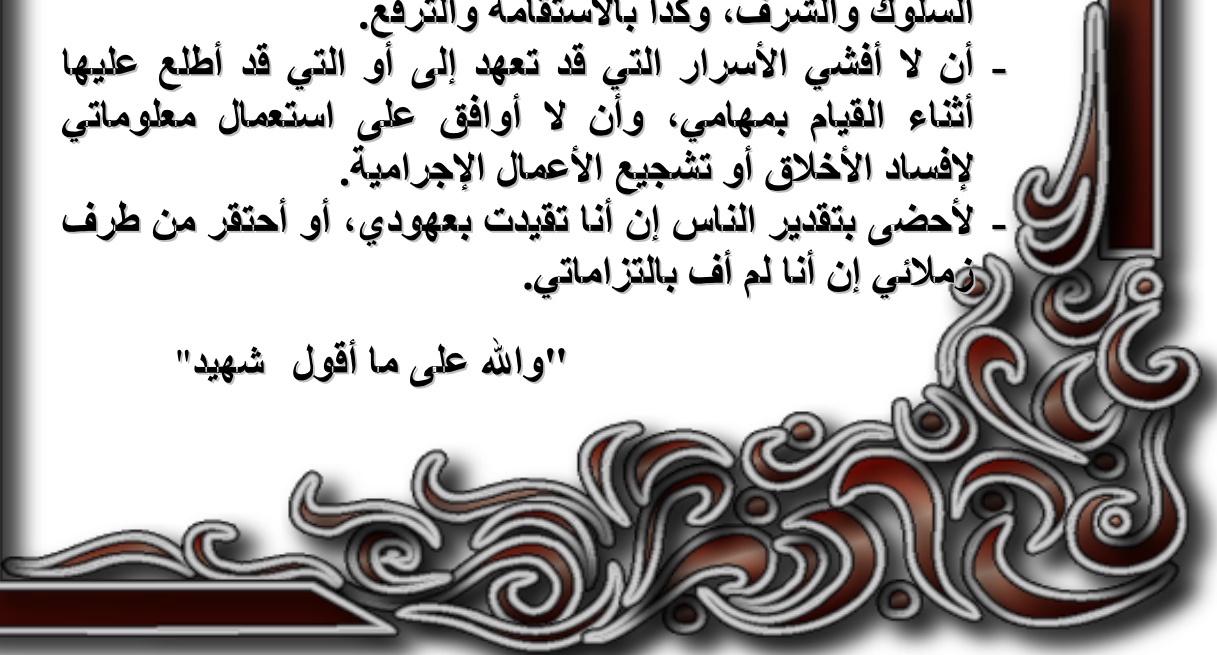 السلوك والشرف، وكذا بالاستقامة والترفع.
- أن لا أفشي الأسرار التي قد تعهد إلى أو التي قد أطلع عليها
أثناء القيام بمهامي، وأن لا أوافق على استعمال معلوماتي
لإفساد الأخلاق أو تشجيع الأعمال الإجرامية.
- لأحضى بتقدير الناس إن أنا تقيدت بعهودي، أو أحتقر من طرف
زملائي إن أنا لم أف بالتزاماتي.
"والله على ما أقول شهيد"